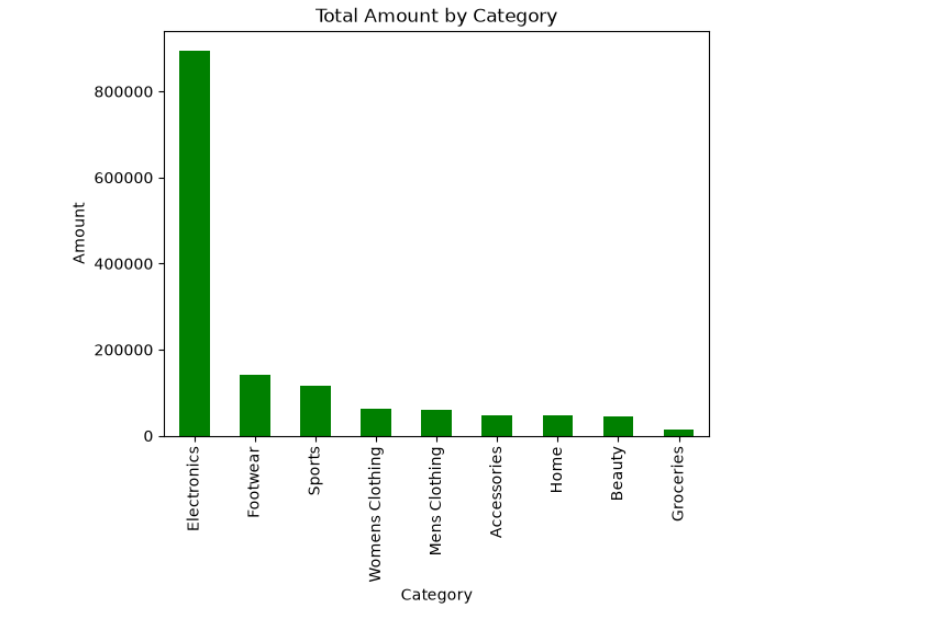 Total Amount by Category
800000
600000
400000
200000
0
Amount
Electronics
Footwear
Sports
Womens Clothing
Mens Clothing
Accessories
Home
Beauty
Groceries
Category